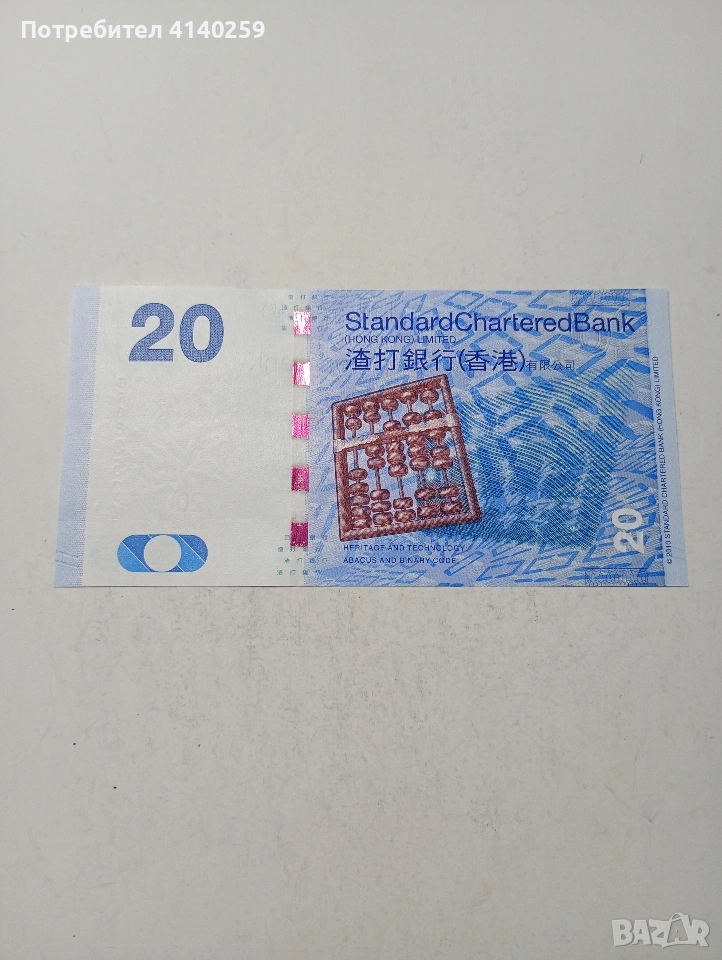 Потребител 4140259
20
StandardCharteredBank
(HONG KONG) LIMITED
渣打銀行(香港)有限公司
HERITAGE AND TECHNOLOGY
ABACUS AND BINARY CODE
20
© 2010 STANDARD CHARTERED BANK (HONG KONG) LIMITED
BAZAR